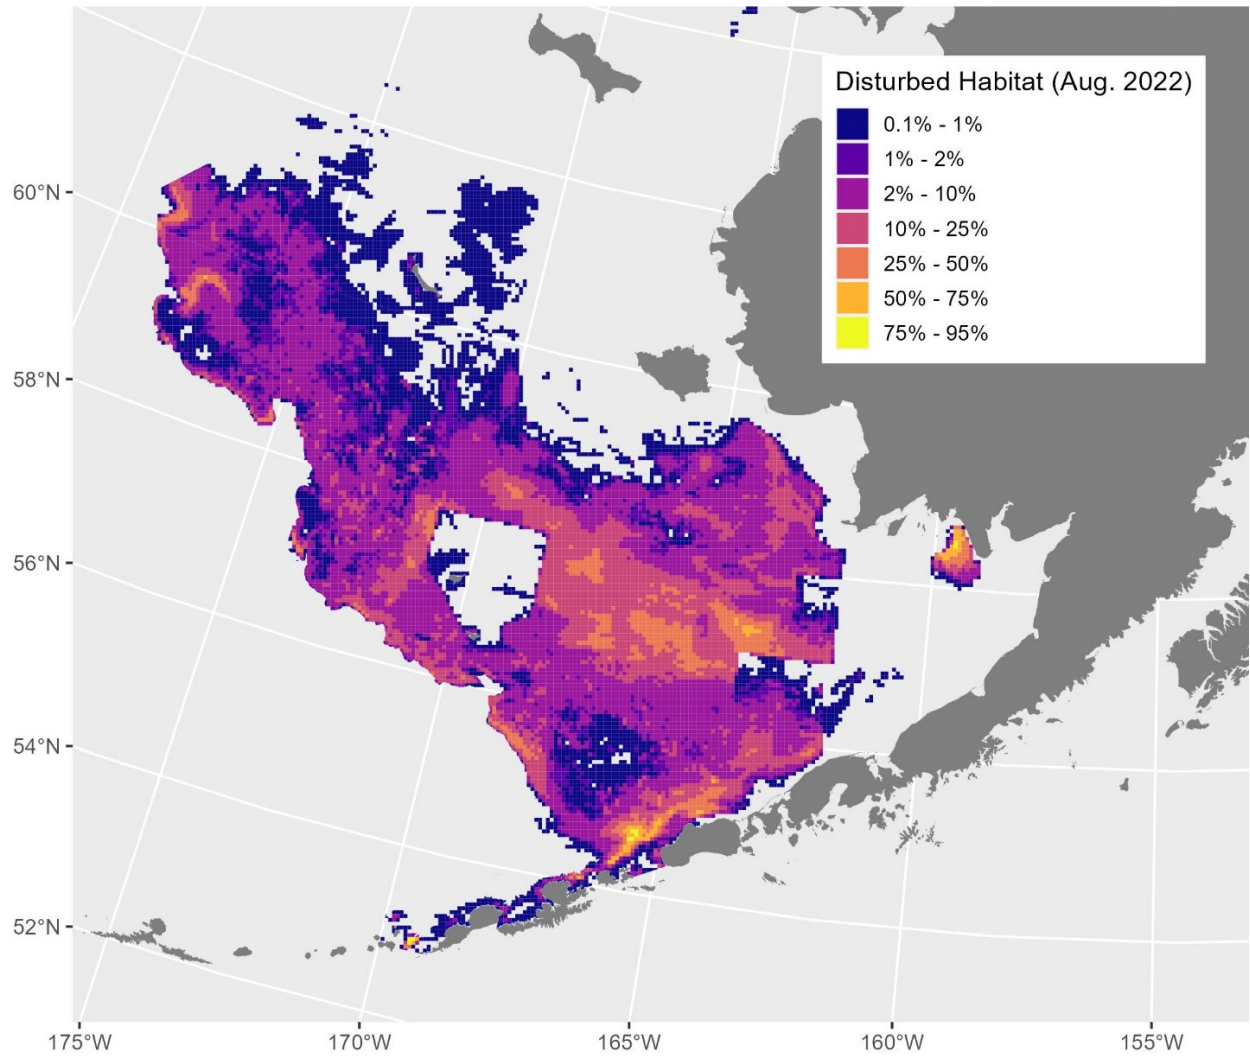 Disturbed Habitat (Aug. 2022)
0.1% - 1%
1% - 2%
2% - 10%
10% - 25%
25% - 50%
50% - 75%
75% - 95%
60°N
58°N
56°N
54°N
52°N
175°W
170°W
165°W
160°W
155°W